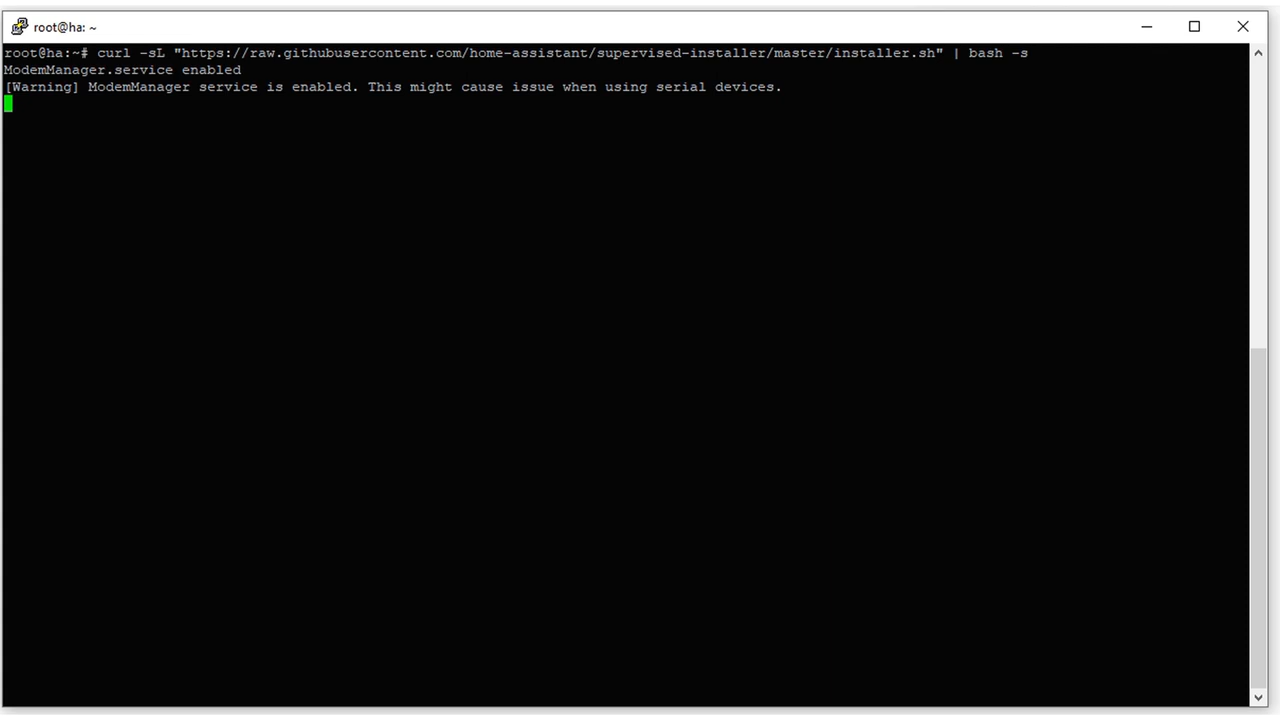 root@ha: ~
root@ha:~# curl -sL "https://raw.githubusercontent.com/home-assistant/supervised-installer/master/installer.sh" | bash -s
ModemManager.service enabled
[Warning] ModemManager service is enabled. This might cause issue when using serial devices.